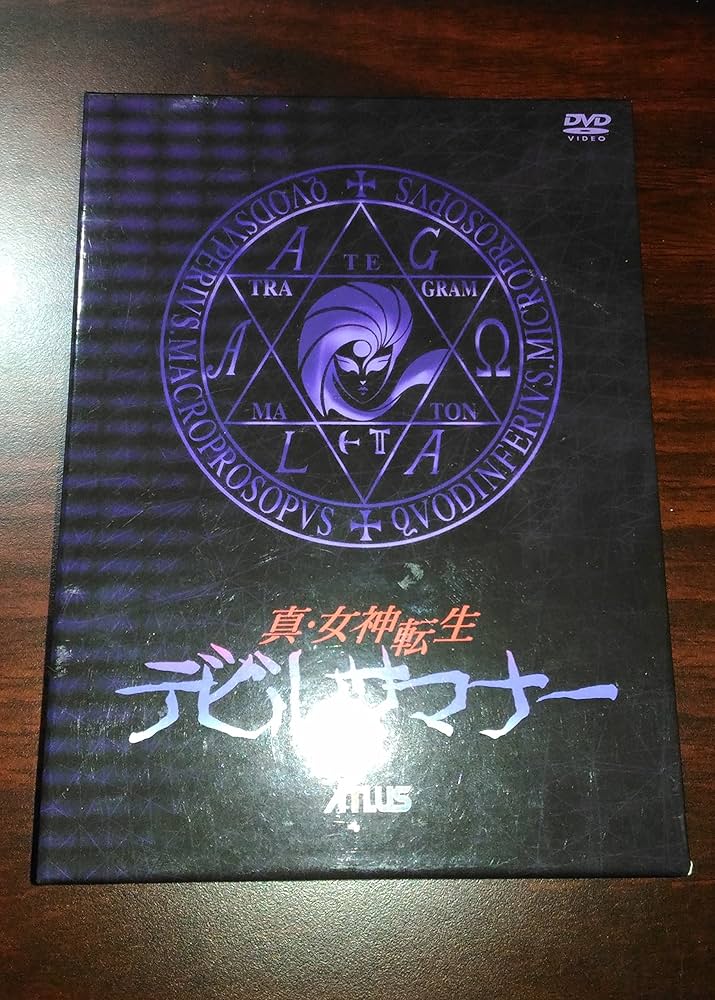 DVD
VIDEO
QVODSVPERIVS.MACROPROSOPVS ✠ QVODINFERIVS.MICROPROSOPVS ✠
A TE G
TRA GRAM
A Ω
MA TON
L A
真・女神転生
デビルサマナー
ATLUS